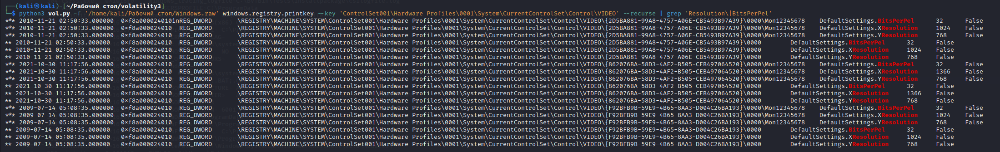 ┌──(kali㉿kali)-[~/Рабочий стол/volatility3]
└─$ python3 vol.py -f '/home/kali/Рабочий стол/Windows.raw' windows.registry.printkey --key 'ControlSet001\Hardware Profiles\0001\System\CurrentControlSet\Control\VIDEO' --recurse | grep 'Resolution\|BitsPerPel'
*** 2010-11-21 02:50:33.000000 0×f8a000024010inREG_DWORD \REGISTRY\MACHINE\SYSTEM\ControlSet001\Hardware Profiles\0001\System\CurrentControlSet\Control\VIDEO\{2D5BA881-99A8-4757-A06E-CB5493B97A39}\0000\Mon12345678 DefaultSettings.BitsPerPel 32 False
*** 2010-11-21 02:50:33.000000 0×f8a000024010 REG_DWORD \REGISTRY\MACHINE\SYSTEM\ControlSet001\Hardware Profiles\0001\System\CurrentControlSet\Control\VIDEO\{2D5BA881-99A8-4757-A06E-CB5493B97A39}\0000\Mon12345678 DefaultSettings.XResolution 1024 False
*** 2010-11-21 02:50:33.000000 0×f8a000024010 REG_DWORD \REGISTRY\MACHINE\SYSTEM\ControlSet001\Hardware Profiles\0001\System\CurrentControlSet\Control\VIDEO\{2D5BA881-99A8-4757-A06E-CB5493B97A39}\0000\Mon12345678 DefaultSettings.YResolution 768 False
** 2010-11-21 02:50:33.000000 0×f8a000024010 REG_DWORD \REGISTRY\MACHINE\SYSTEM\ControlSet001\Hardware Profiles\0001\System\CurrentControlSet\Control\VIDEO\{2D5BA881-99A8-4757-A06E-CB5493B97A39}\0000 DefaultSettings.BitsPerPel 32 False
** 2010-11-21 02:50:33.000000 0×f8a000024010 REG_DWORD \REGISTRY\MACHINE\SYSTEM\ControlSet001\Hardware Profiles\0001\System\CurrentControlSet\Control\VIDEO\{2D5BA881-99A8-4757-A06E-CB5493B97A39}\0000 DefaultSettings.XResolution 1024 False
** 2010-11-21 02:50:33.000000 0×f8a000024010 REG_DWORD \REGISTRY\MACHINE\SYSTEM\ControlSet001\Hardware Profiles\0001\System\CurrentControlSet\Control\VIDEO\{2D5BA881-99A8-4757-A06E-CB5493B97A39}\0000 DefaultSettings.YResolution 768 False
*** 2021-10-30 11:17:56.000000 0×f8a000024010 REG_DWORD \REGISTRY\MACHINE\SYSTEM\ControlSet001\Hardware Profiles\0001\System\CurrentControlSet\Control\VIDEO\{862076BA-58D3-4AF2-B505-CEB497064520}\0000\Mon12345678 DefaultSettings.BitsPerPel 32 False
*** 2021-10-30 11:17:56.000000 0×f8a000024010 REG_DWORD \REGISTRY\MACHINE\SYSTEM\ControlSet001\Hardware Profiles\0001\System\CurrentControlSet\Control\VIDEO\{862076BA-58D3-4AF2-B505-CEB497064520}\0000\Mon12345678 DefaultSettings.XResolution 1366 False
*** 2021-10-30 11:17:56.000000 0×f8a000024010 REG_DWORD \REGISTRY\MACHINE\SYSTEM\ControlSet001\Hardware Profiles\0001\System\CurrentControlSet\Control\VIDEO\{862076BA-58D3-4AF2-B505-CEB497064520}\0000\Mon12345678 DefaultSettings.YResolution 768 False
** 2021-10-30 11:17:56.000000 0×f8a000024010 REG_DWORD \REGISTRY\MACHINE\SYSTEM\ControlSet001\Hardware Profiles\0001\System\CurrentControlSet\Control\VIDEO\{862076BA-58D3-4AF2-B505-CEB497064520}\0000 DefaultSettings.BitsPerPel 32 False
** 2021-10-30 11:17:56.000000 0×f8a000024010 REG_DWORD \REGISTRY\MACHINE\SYSTEM\ControlSet001\Hardware Profiles\0001\System\CurrentControlSet\Control\VIDEO\{862076BA-58D3-4AF2-B505-CEB497064520}\0000 DefaultSettings.XResolution 1366 False
** 2021-10-30 11:17:56.000000 0×f8a000024010 REG_DWORD \REGISTRY\MACHINE\SYSTEM\ControlSet001\Hardware Profiles\0001\System\CurrentControlSet\Control\VIDEO\{862076BA-58D3-4AF2-B505-CEB497064520}\0000 DefaultSettings.YResolution 768 False
*** 2009-07-14 05:08:35.000000 0×f8a000024010 REG_DWORD \REGISTRY\MACHINE\SYSTEM\ControlSet001\Hardware Profiles\0001\System\CurrentControlSet\Control\VIDEO\{F92BFB9B-59E9-4B65-8AA3-D004C26BA193}\0000\Mon12345678 DefaultSettings.BitsPerPel 32 False
*** 2009-07-14 05:08:35.000000 0×f8a000024010 REG_DWORD \REGISTRY\MACHINE\SYSTEM\ControlSet001\Hardware Profiles\0001\System\CurrentControlSet\Control\VIDEO\{F92BFB9B-59E9-4B65-8AA3-D004C26BA193}\0000\Mon12345678 DefaultSettings.XResolution 1024 False
*** 2009-07-14 05:08:35.000000 0×f8a000024010 REG_DWORD \REGISTRY\MACHINE\SYSTEM\ControlSet001\Hardware Profiles\0001\System\CurrentControlSet\Control\VIDEO\{F92BFB9B-59E9-4B65-8AA3-D004C26BA193}\0000\Mon12345678 DefaultSettings.YResolution 768 False
** 2009-07-14 05:08:35.000000 0×f8a000024010 REG_DWORD \REGISTRY\MACHINE\SYSTEM\ControlSet001\Hardware Profiles\0001\System\CurrentControlSet\Control\VIDEO\{F92BFB9B-59E9-4B65-8AA3-D004C26BA193}\0000 DefaultSettings.BitsPerPel 32 False
** 2009-07-14 05:08:35.000000 0×f8a000024010 REG_DWORD \REGISTRY\MACHINE\SYSTEM\ControlSet001\Hardware Profiles\0001\System\CurrentControlSet\Control\VIDEO\{F92BFB9B-59E9-4B65-8AA3-D004C26BA193}\0000 DefaultSettings.XResolution 1024 False
** 2009-07-14 05:08:35.000000 0×f8a000024010 REG_DWORD \REGISTRY\MACHINE\SYSTEM\ControlSet001\Hardware Profiles\0001\System\CurrentControlSet\Control\VIDEO\{F92BFB9B-59E9-4B65-8AA3-D004C26BA193}\0000 DefaultSettings.YResolution 768 False